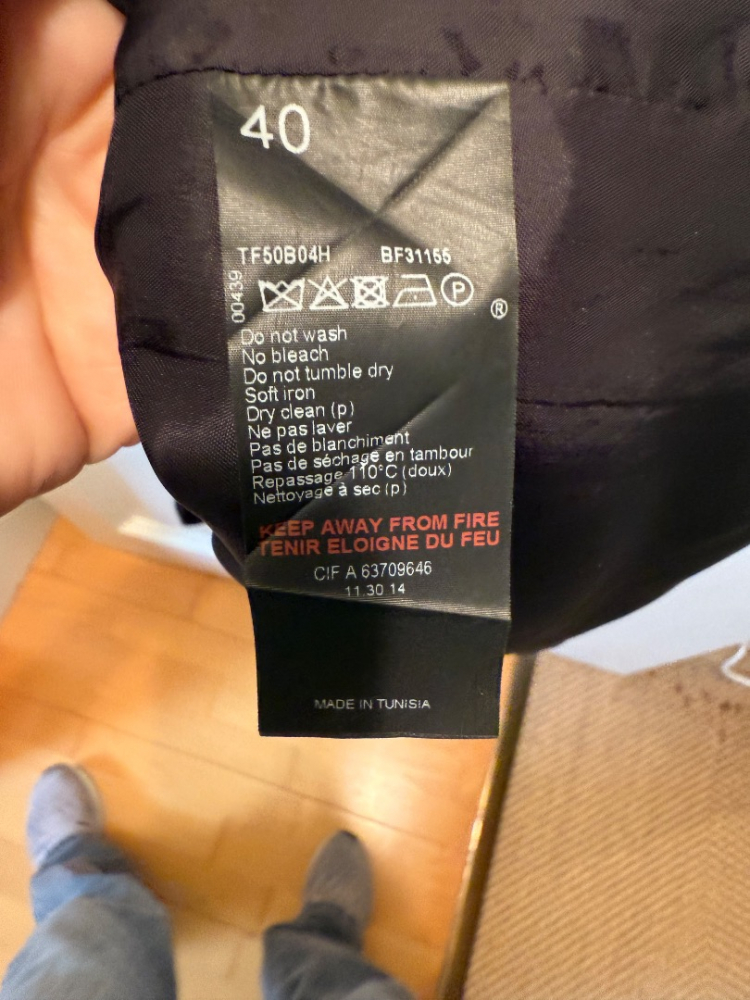 40
TF50B04H BF31155
00439
P
®
Do not wash
No bleach
Do not tumble dry
Soft iron
Dry clean (p)
Ne pas laver
Pas de blanchiment
Pas de séchage en tambour
Repassage 110°C (doux)
Nettoyage à sec (p)
KEEP AWAY FROM FIRE
TENIR ELOIGNE DU FEU
CIF A 63709646
11.30 14
MADE IN TUNISIA